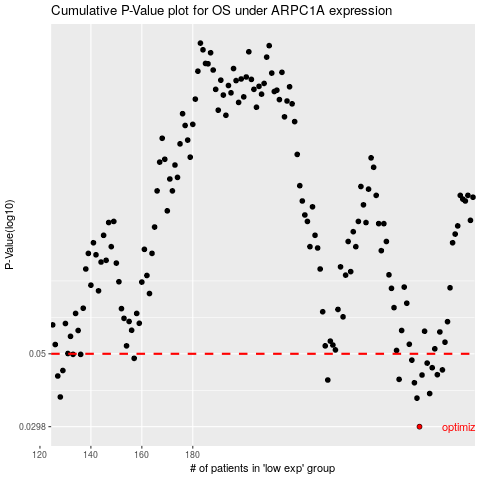 Cumulative P-Value plot for OS under ARPC1A expression
P-Value(log10)
0.05
0.0298
optimiz
120 140 160 180
# of patients in 'low exp' group